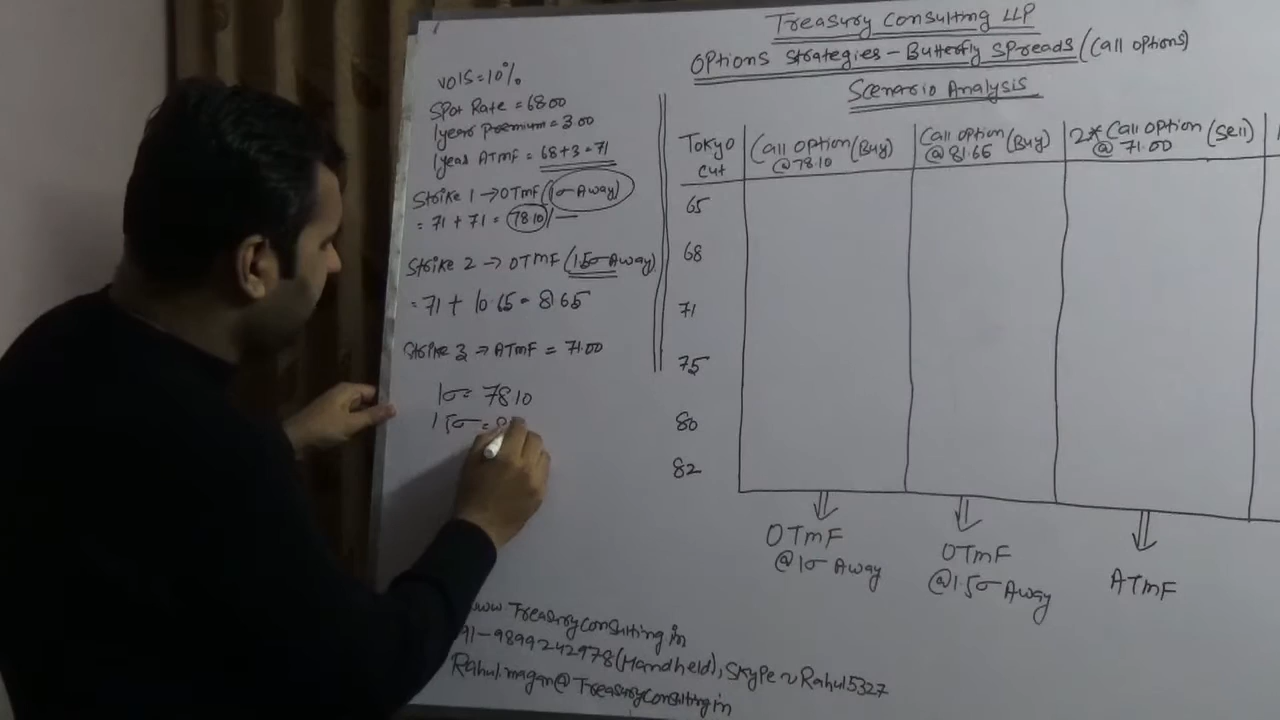 Treasury Consulting LLP
Options Strategies - Butterfly Spreads (Call Options)
Scenario Analysis
Vols = 10%
Spot Rate = 68.00
1year Premium = 3.00
1year ATMF = 68+3=71
Strike 1 → OTMF (1σ Away)
= 71 + 7.1 = 78.10/-
Strike 2 → OTMF (1.5σ Away)
= 71 + 10.65 = 81.65
Strike 3 → ATMF = 71.00
1σ = 78.10
1.5σ = 8
Tokyo Cut
Call Option (Buy) @ 78.10
Call Option @ 81.65 (Buy)
2* Call Option (Sell) @ 71.00
65
68
71
75
80
82
OTMF @ 1σ Away
OTMF @ 1.5σ Away
ATMF
www.Treasuryconsulting.in
91-9899242978 (Handheld), Skype ~ Rahul5327
Rahul.magan@Treasuryconsulting.in